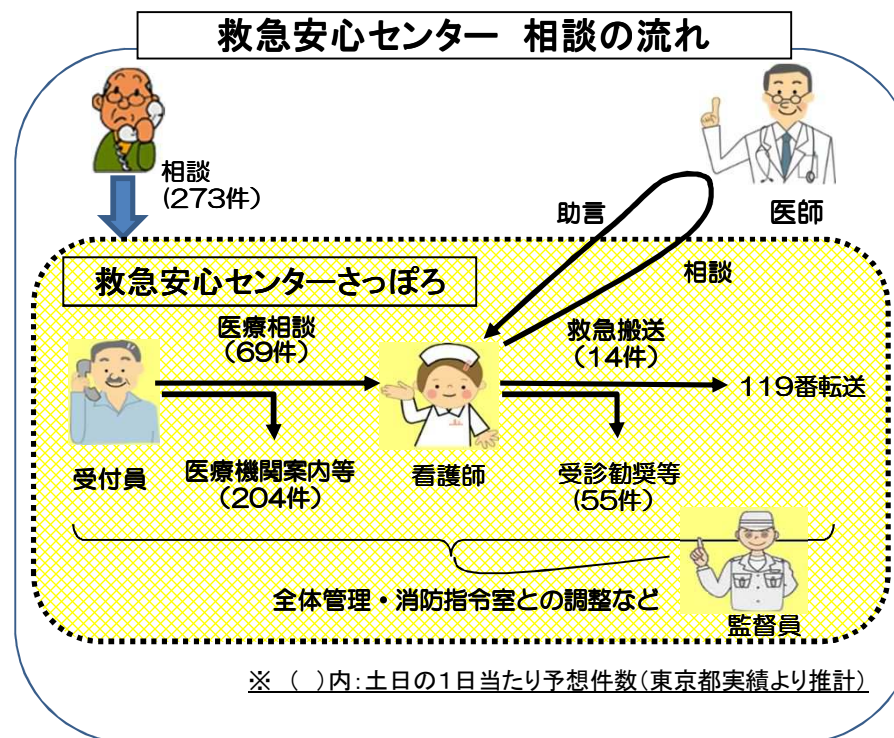 救急安心センター 相談の流れ
相談
(273件)
助言
医師
相談
救急安心センターさっぽろ
医療相談
(69件)
救急搬送
(14件)
119番転送
受付員
医療機関案内等
(204件)
看護師
受診勧奨等
(55件)
全体管理・消防指令室との調整など
監督員
※ ( )内:土日の1日当たり予想件数(東京都実績より推計)